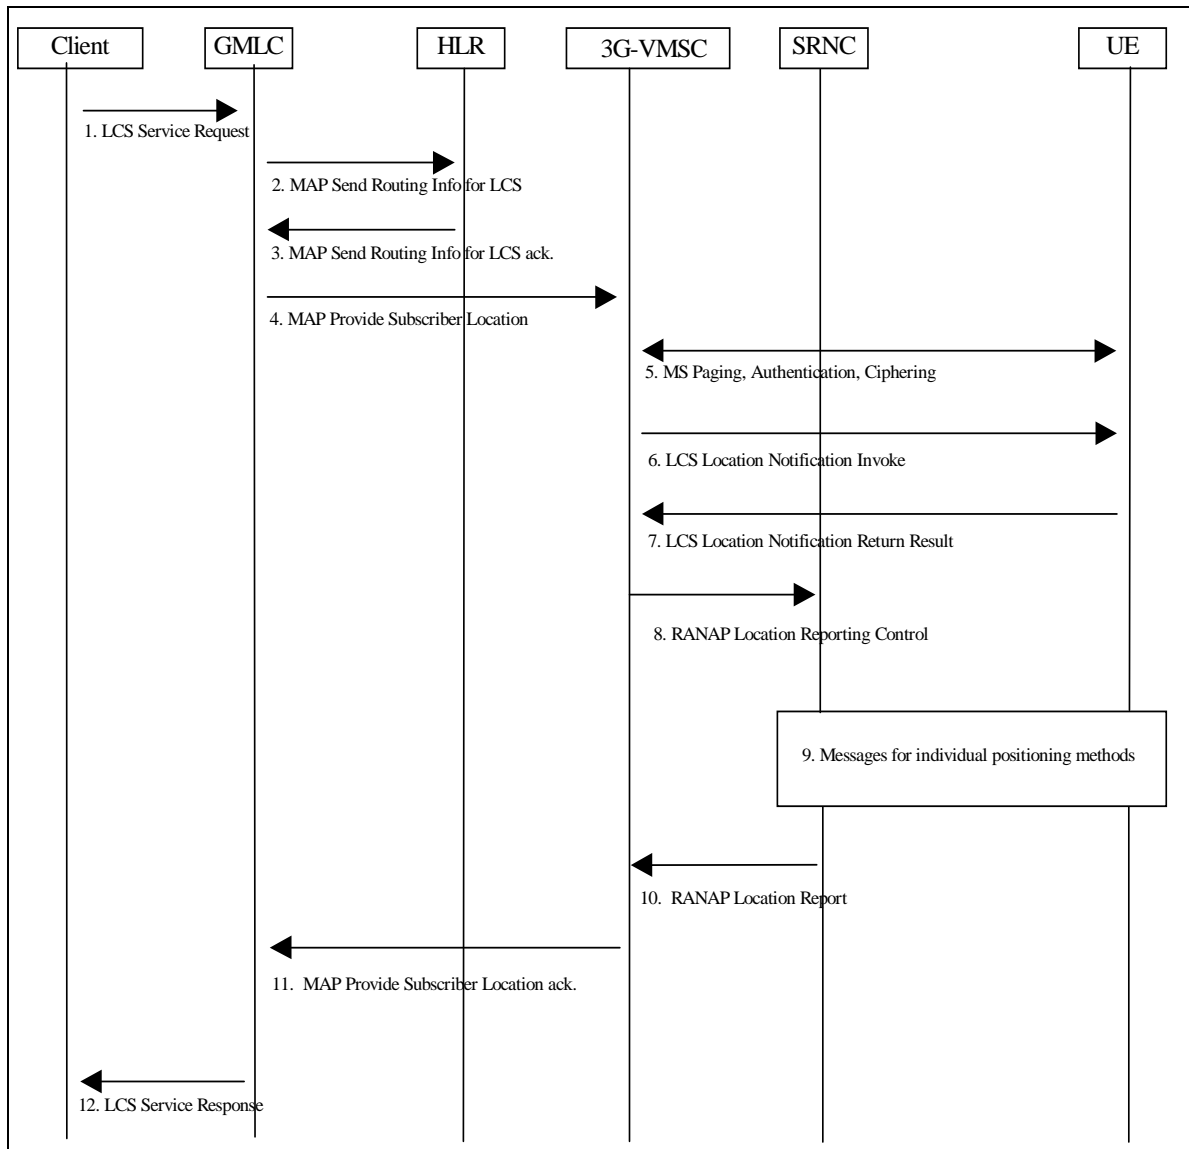 Client GMLC HLR 3G-VMSC SRNC UE
1. LCS Service Request
2. MAP Send Routing Info for LCS
3. MAP Send Routing Info for LCS ack.
4. MAP Provide Subscriber Location
5. MS Paging, Authentication, Ciphering
6. LCS Location Notification Invoke
7. LCS Location Notification Return Result
8. RANAP Location Reporting Control
9. Messages for individual positioning methods
10. RANAP Location Report
11. MAP Provide Subscriber Location ack.
12. LCS Service Response